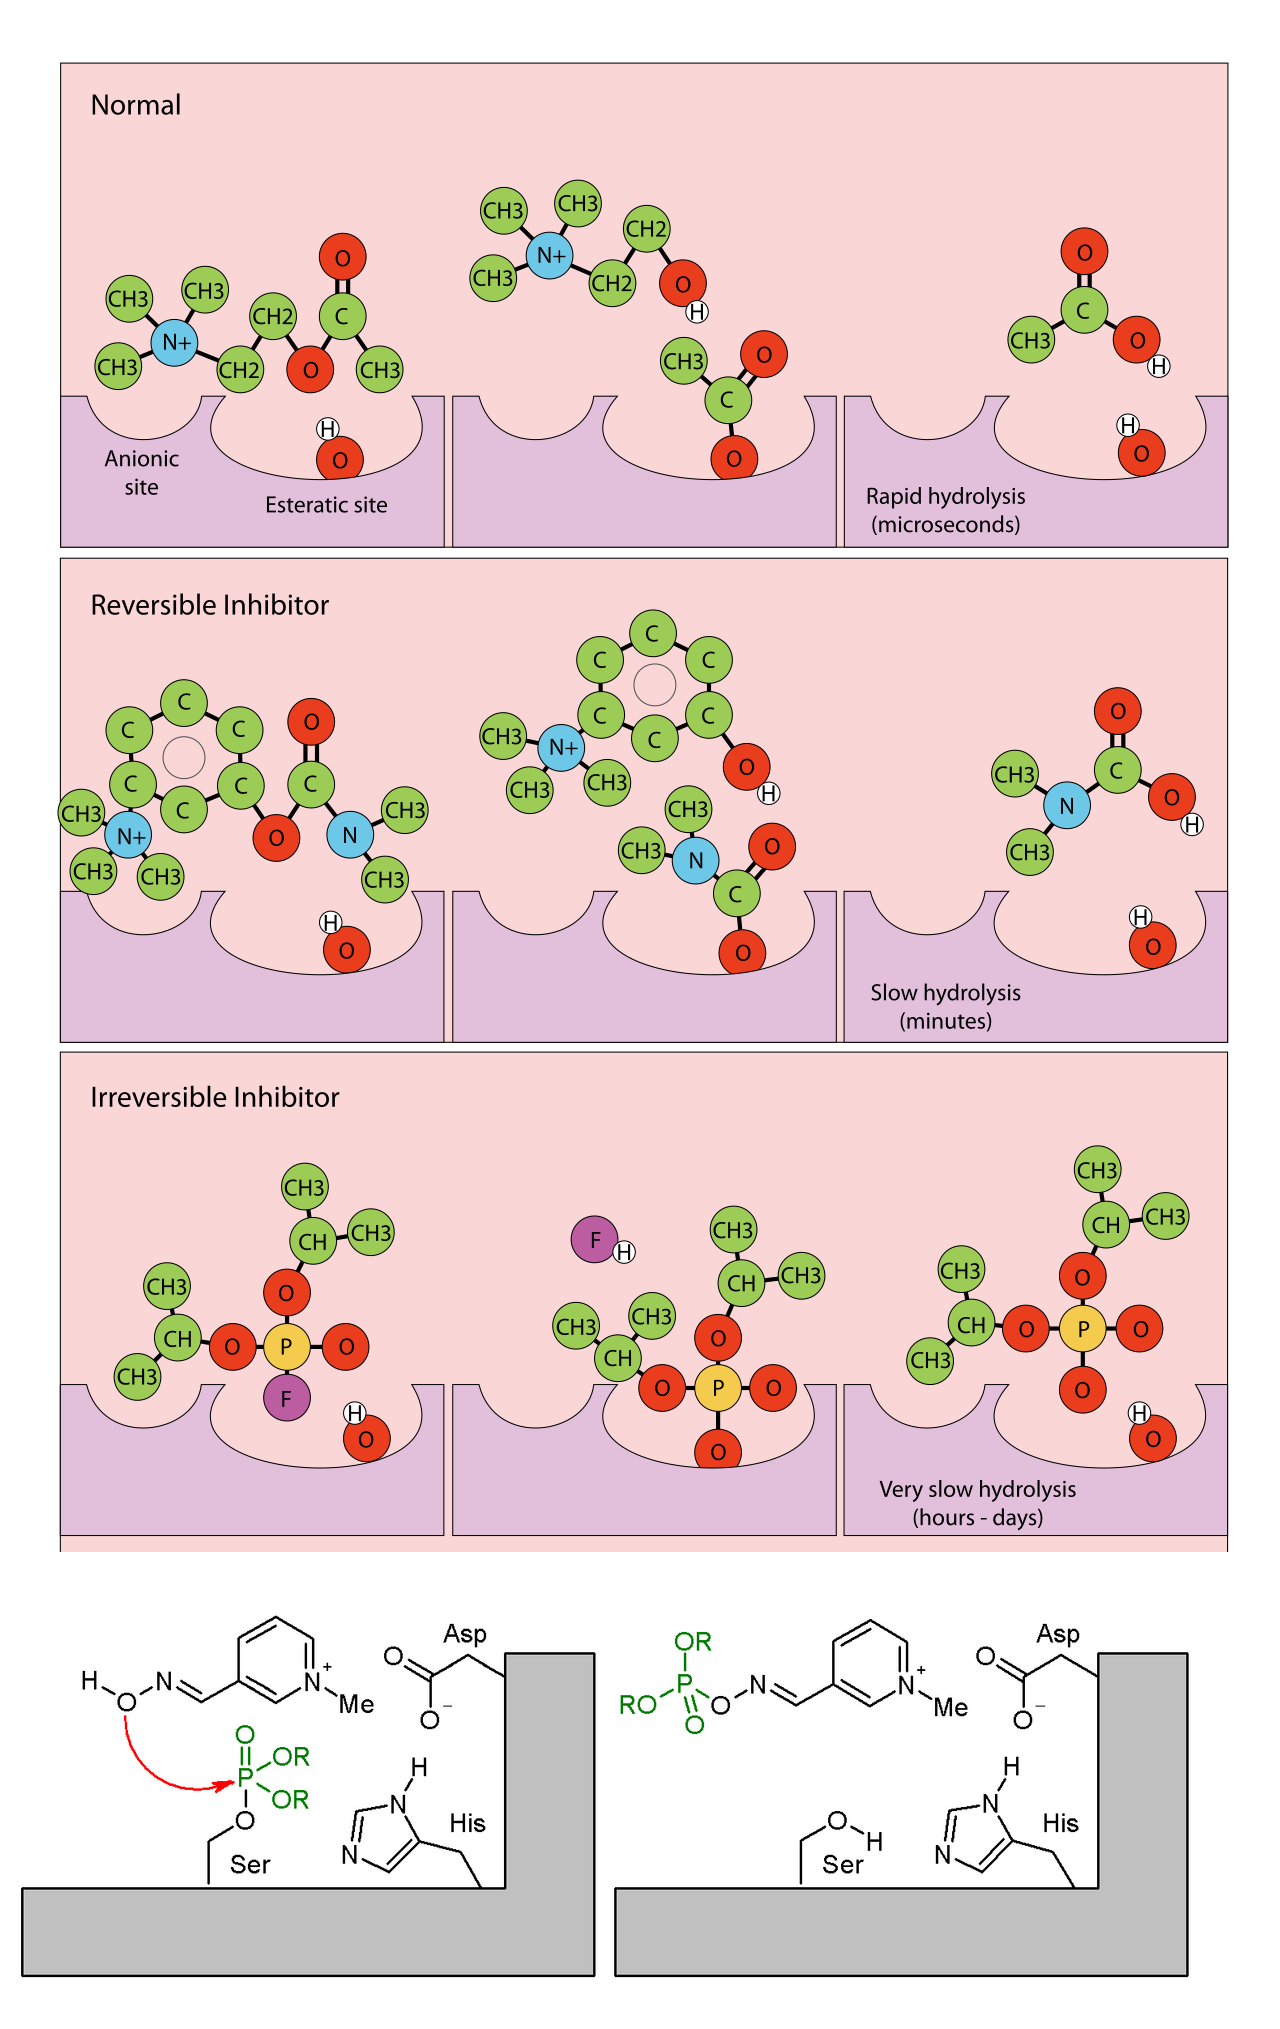 Normal
CH3 CH3 CH3 N+ CH2 CH2 O C O CH3
H O
Anionic
site
Esteratic site
CH3 CH3 CH3 N+ CH2 CH2 O H
CH3 O C O
O C CH3 O H
H O
Rapid hydrolysis
(microseconds)
Reversible Inhibitor
C C C C C C O C O N CH3 CH3
CH3 N+ CH3 CH3
H O
C C C C C C O H
CH3 N+ CH3 CH3
CH3 CH3 N C O O
O CH3 C N O H CH3
H O
Slow hydrolysis
(minutes)
Irreversible Inhibitor
CH3 CH CH3 O
CH3 CH CH3 O P O F
H O
F H
CH3 CH CH3 O
CH3 CH3 CH O P O O
CH3 CH CH3 O
CH3 CH CH3 O P O O
H O
Very slow hydrolysis
(hours - days)
Asp
H O N N + Me O O −
O P OR OR O
H N N His
Ser
Asp
OR P RO O O N N + Me O O −
O H
H N N His
Ser